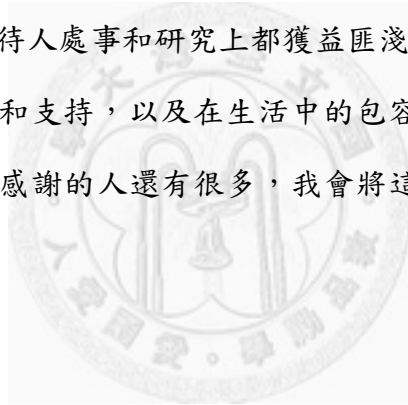 待人處事和研究上都獲益匪淺
和支持，以及在生活中的包容
感謝的人還有很多，我會將這